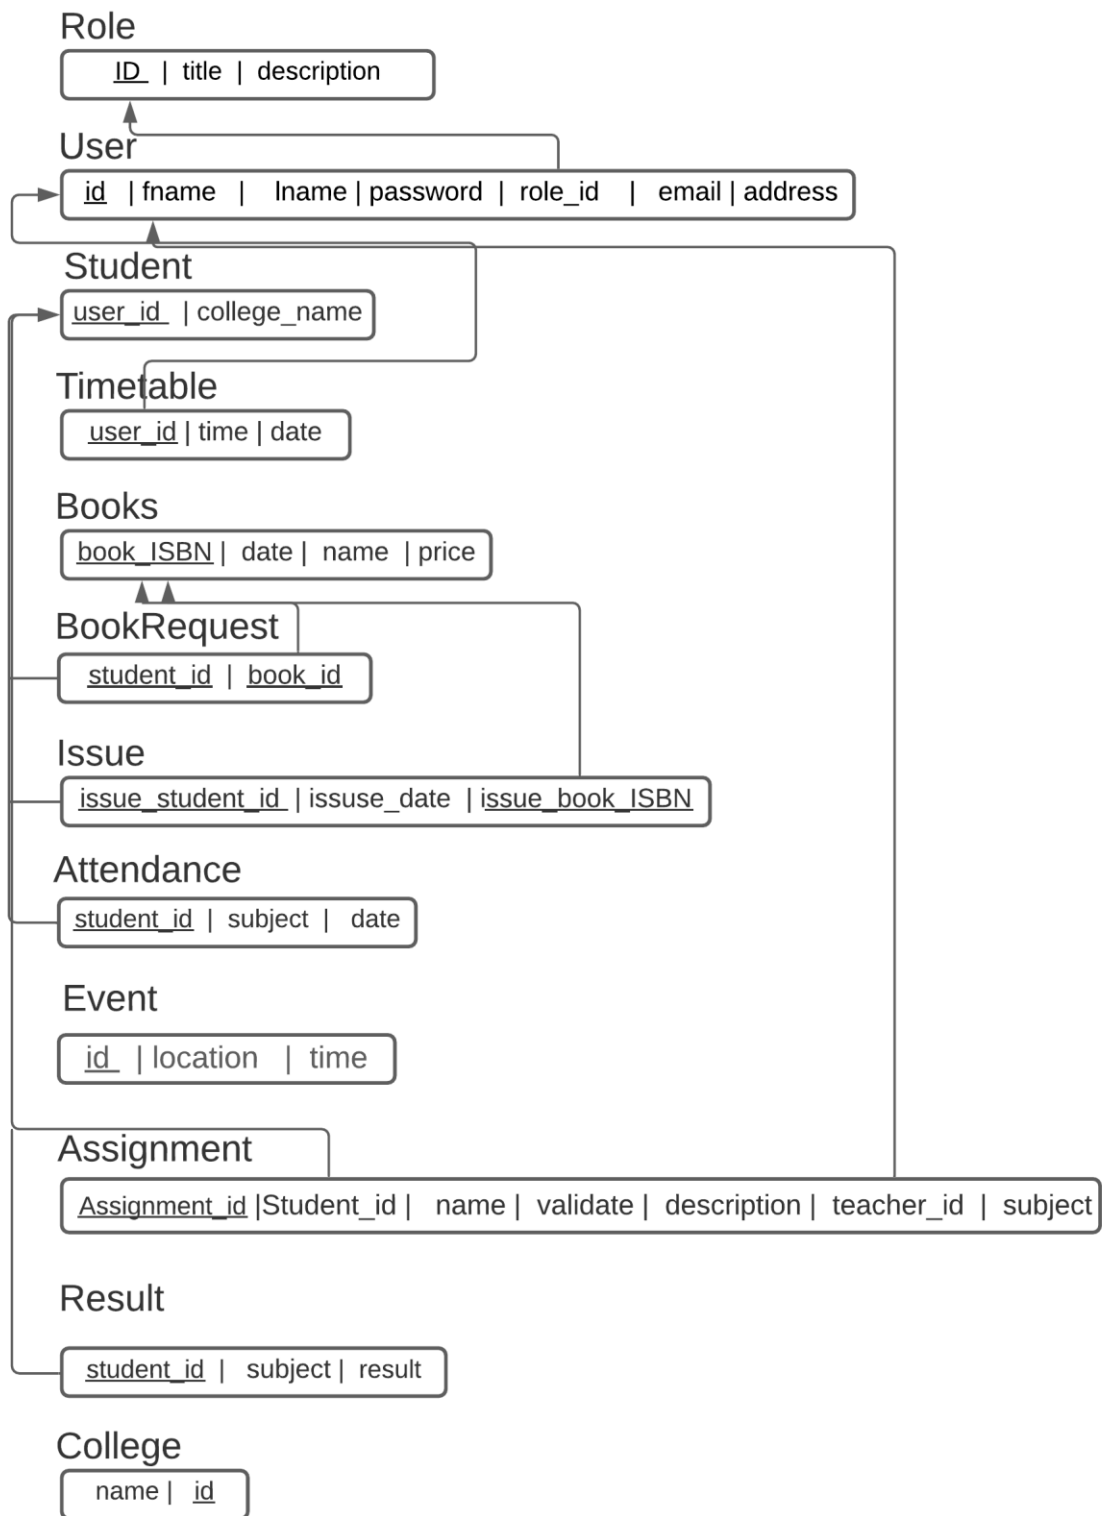 Role
ID | title | description
User
id | fname | lname | password | role_id | email | address
Student
user_id | college_name
Timetable
user_id | time | date
Books
book_ISBN | date | name | price
BookRequest
student_id | book_id
Issue
issue_student_id | issuse_date | issue_book_ISBN
Attendance
student_id | subject | date
Event
id | location | time
Assignment
Assignment_id |Student_id | name | validate | description | teacher_id | subject
Result
student_id | subject | result
College
name | id